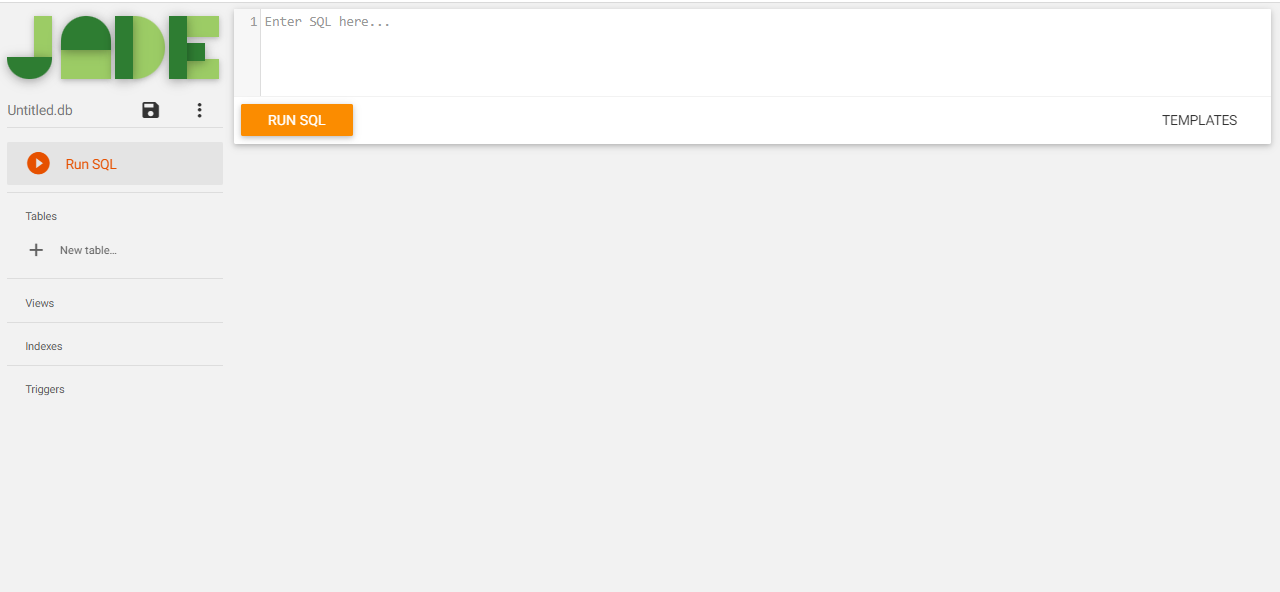 JADE
Untitled.db
Run SQL
Tables
New table...
Views
Indexes
Triggers
1 Enter SQL here...
RUN SQL
TEMPLATES